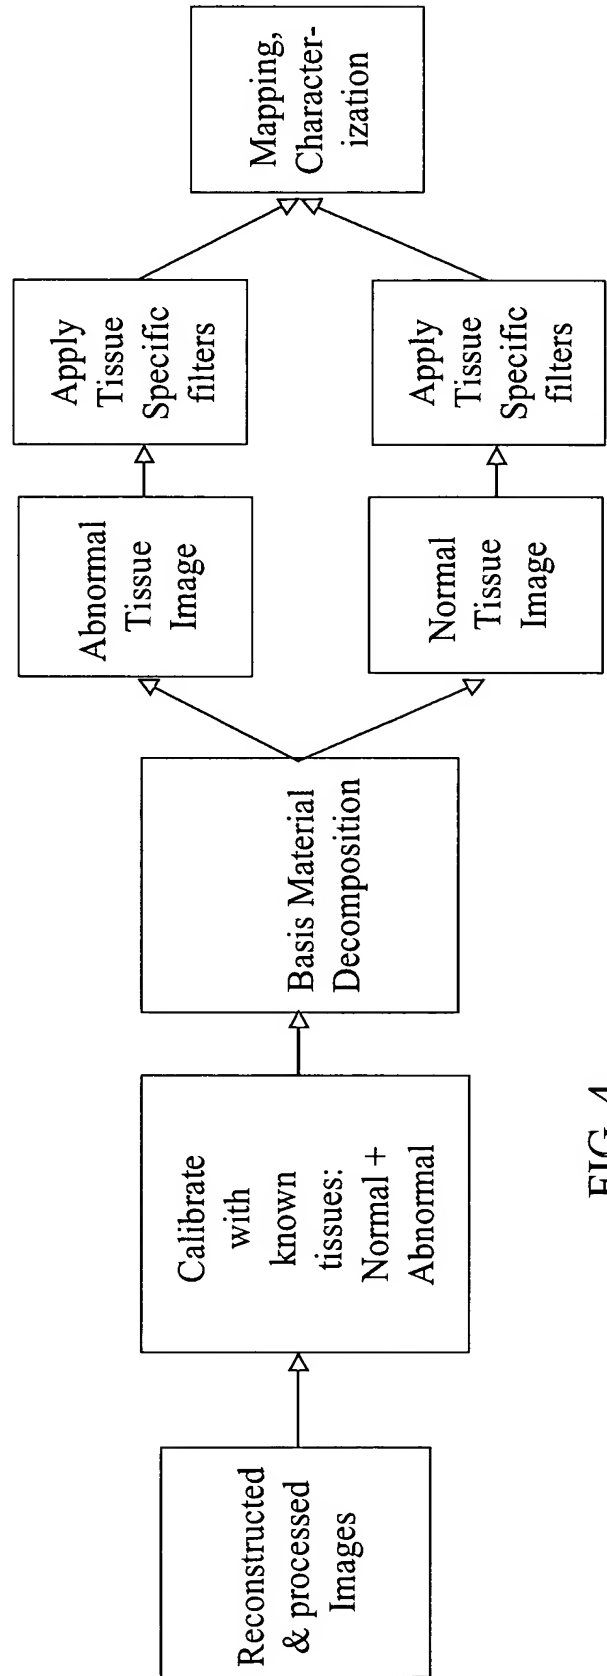 Reconstructed
& processed
Images
Calibrate
with
known
tissues:
Normal +
Abnormal
Basis Material
Decomposition
Abnormal
Tissue
Image
Apply
Tissue
Specific
filters
Normal
Tissue
Image
Apply
Tissue
Specific
filters
Mapping,
Character-
ization
FIG. 4